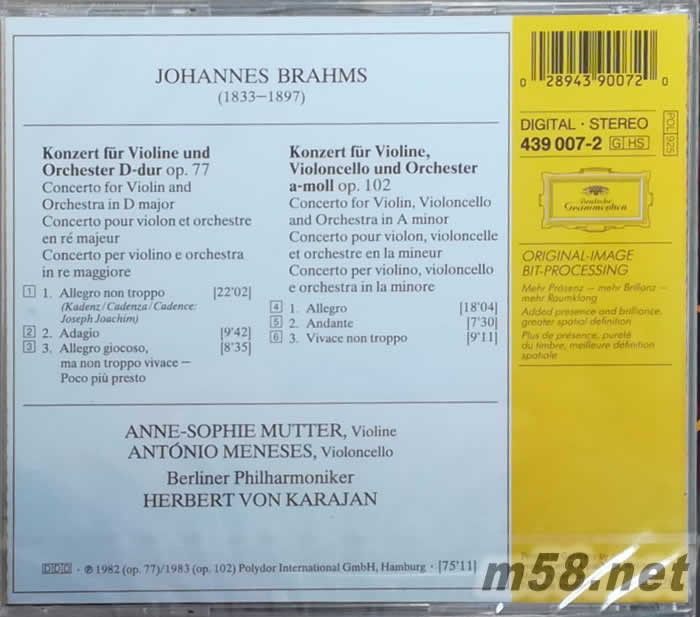 JOHANNES BRAHMS
(1833–1897)
Konzert für Violine und
Orchester D-dur op. 77
Concerto for Violin and
Orchestra in D major
Concerto pour violon et orchestre
en ré majeur
Concerto per violino e orchestra
in re maggiore
1 1. Allegro non troppo [22'02]
(Kadenz/Cadenza/Cadence:
Joseph Joachim)
2 2. Adagio [9'42]
3 3. Allegro giocoso, [8'35]
ma non troppo vivace –
Poco più presto
Konzert für Violine,
Violoncello und Orchester
a-moll op. 102
Concerto for Violin, Violoncello
and Orchestra in A minor
Concerto pour violon, violoncelle
et orchestre en la mineur
Concerto per violino, violoncello
e orchestra in la minore
4 1. Allegro [18'04]
5 2. Andante [7'30]
6 3. Vivace non troppo [9'11]
ANNE-SOPHIE MUTTER, Violine
ANTÓNIO MENESES, Violoncello
Berliner Philharmoniker
HERBERT VON KARAJAN
DDD · ℗ 1982 (op. 77)/1983 (op. 102) Polydor International GmbH, Hamburg · [75'11]
0 28943 90072 0
DIGITAL · STEREO
439 007-2 G HS
POL 925
Deutsche
Grammophon
ORIGINAL-IMAGE
BIT-PROCESSING
Mehr Präsenz – mehr Brillanz –
mehr Raumklang
Added presence and brilliance,
greater spatial definition
Plus de présence, pureté
du timbre, meilleure définition
spatiale
m58.net